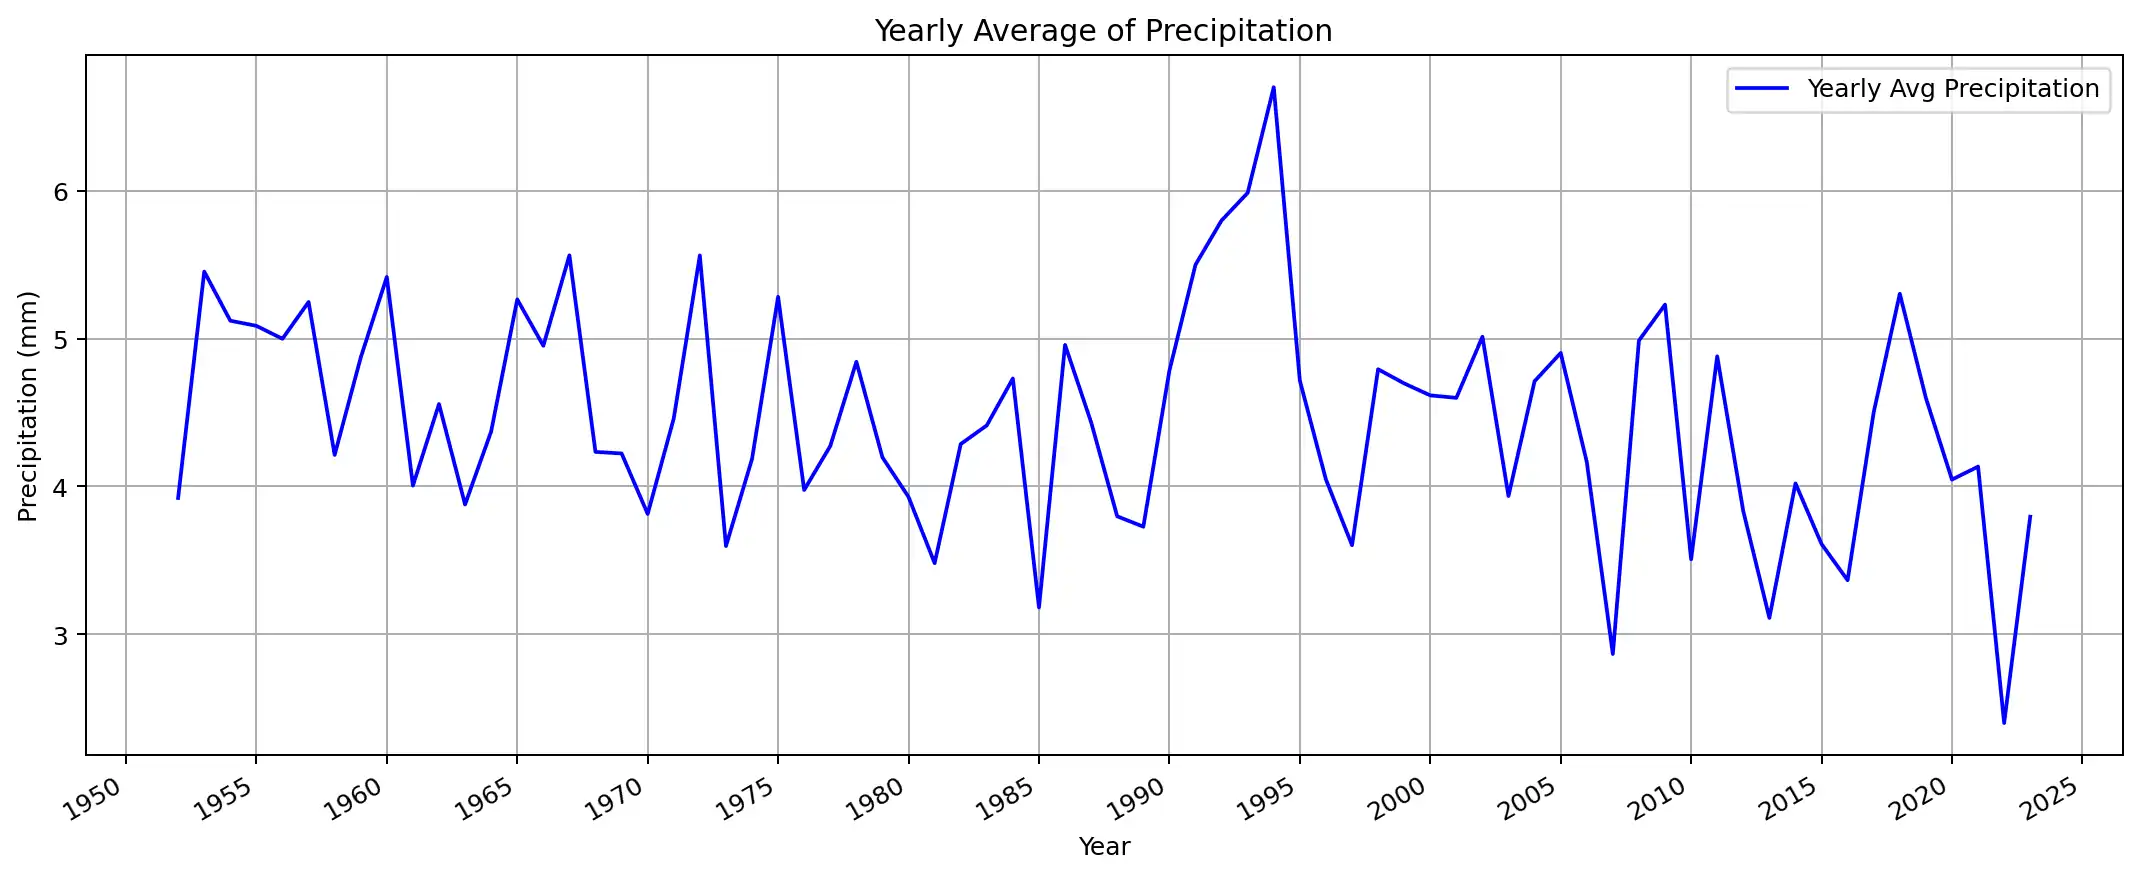 Yearly Average of Precipitation
Yearly Avg Precipitation
Precipitation (mm)
6
5
4
3
1950 1955 1960 1965 1970 1975 1980 1985 1990 1995 2000 2005 2010 2015 2020 2025
Year